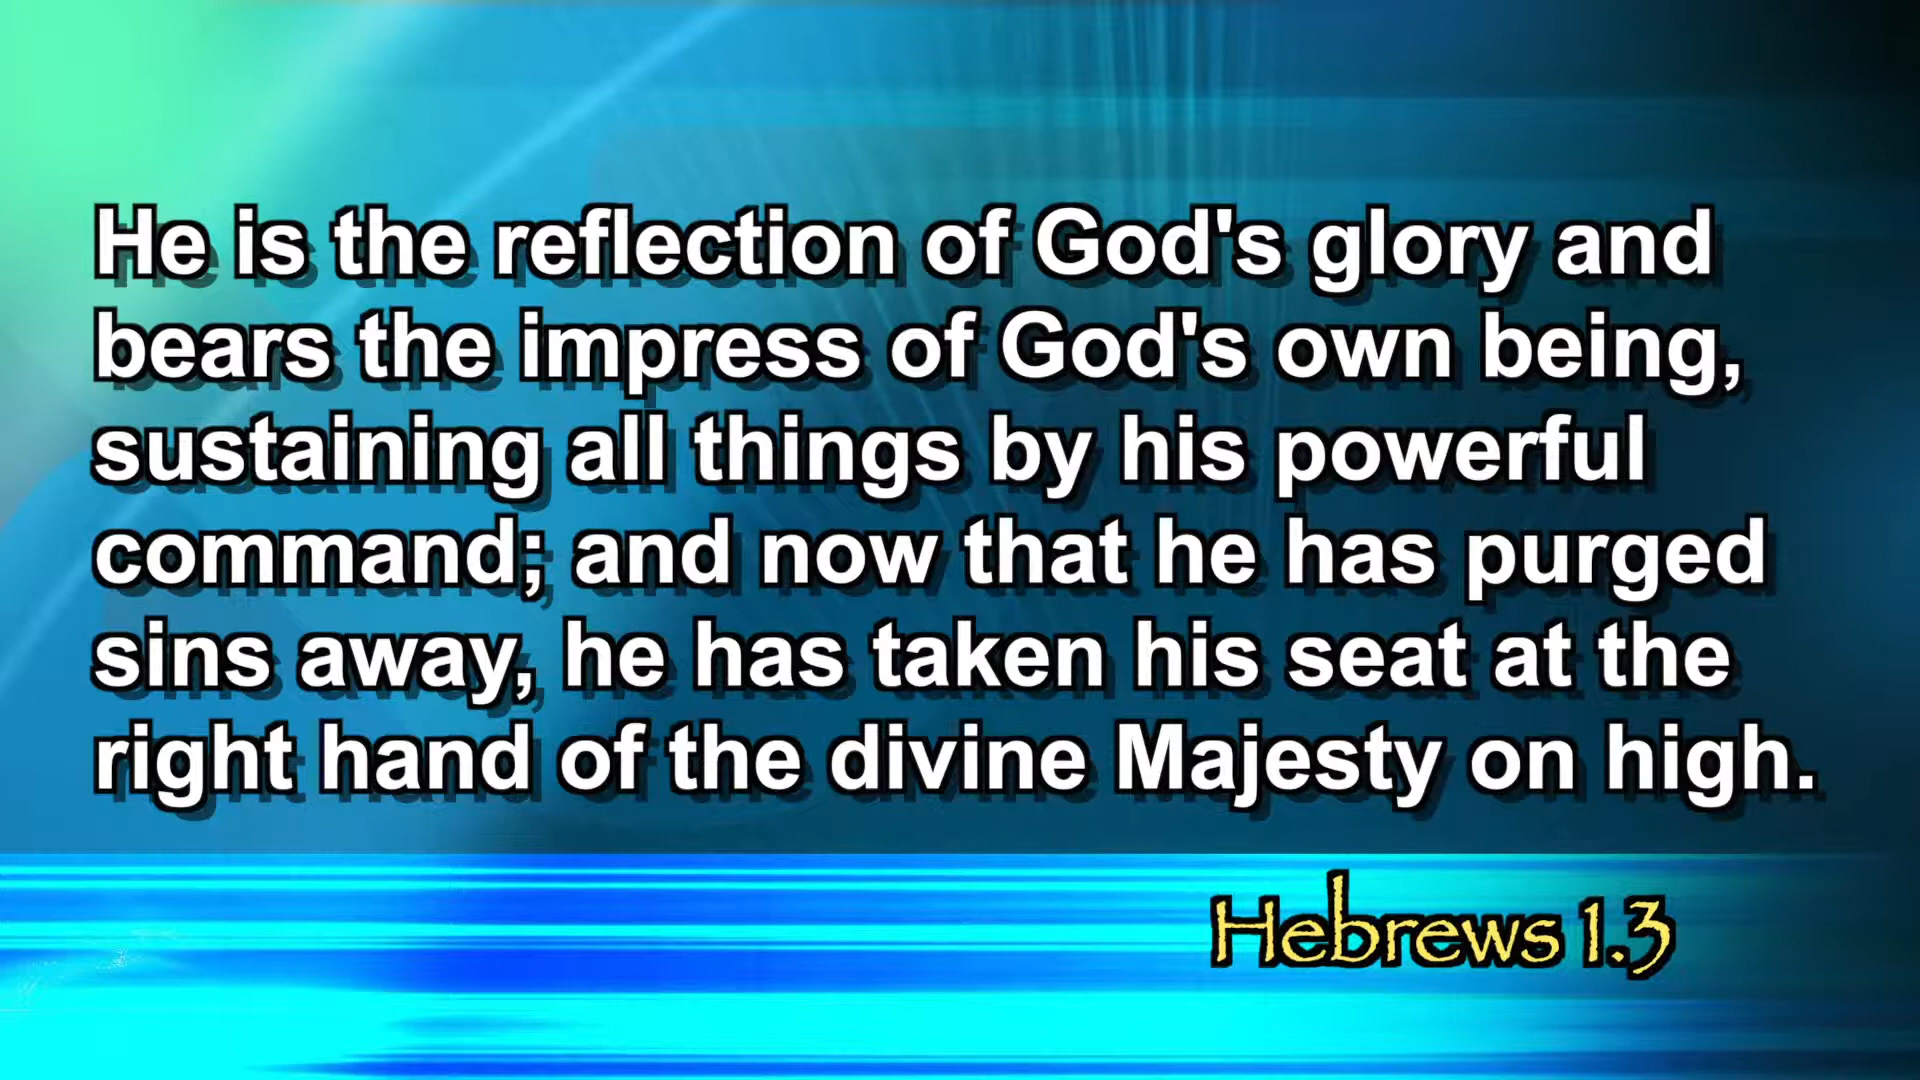 He is the reflection of God's glory and
bears the impress of God's own being,
sustaining all things by his powerful
command; and now that he has purged
sins away, he has taken his seat at the
right hand of the divine Majesty on high.
Hebrews 1.3